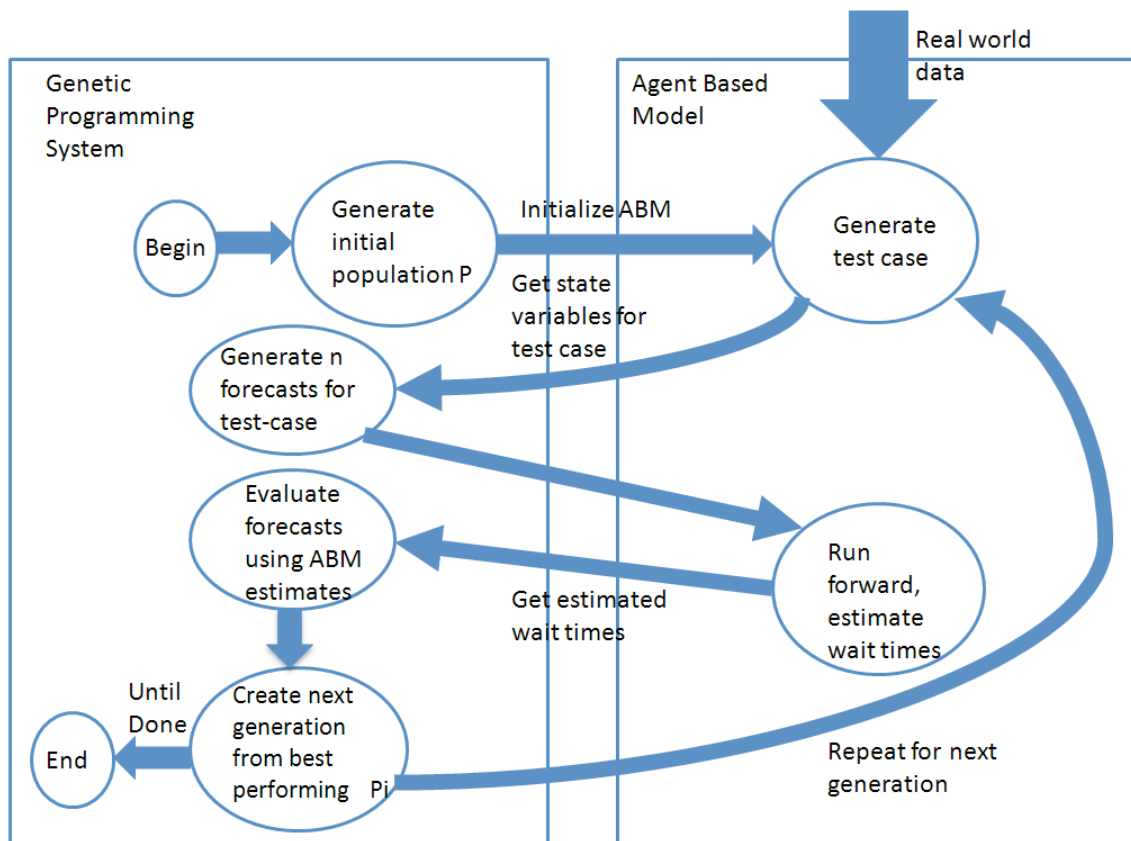 Real world
data
Genetic
Programming
System
Agent Based
Model
Begin
Generate
initial
population P
Initialize ABM
Generate
test case
Get state
variables for
test case
Generate n
forecasts for
test-case
Evaluate
forecasts
using ABM
estimates
Get estimated
wait times
Run
forward,
estimate
wait times
Until
Done
End
Create next
generation
from best
performing Pi
Repeat for next
generation